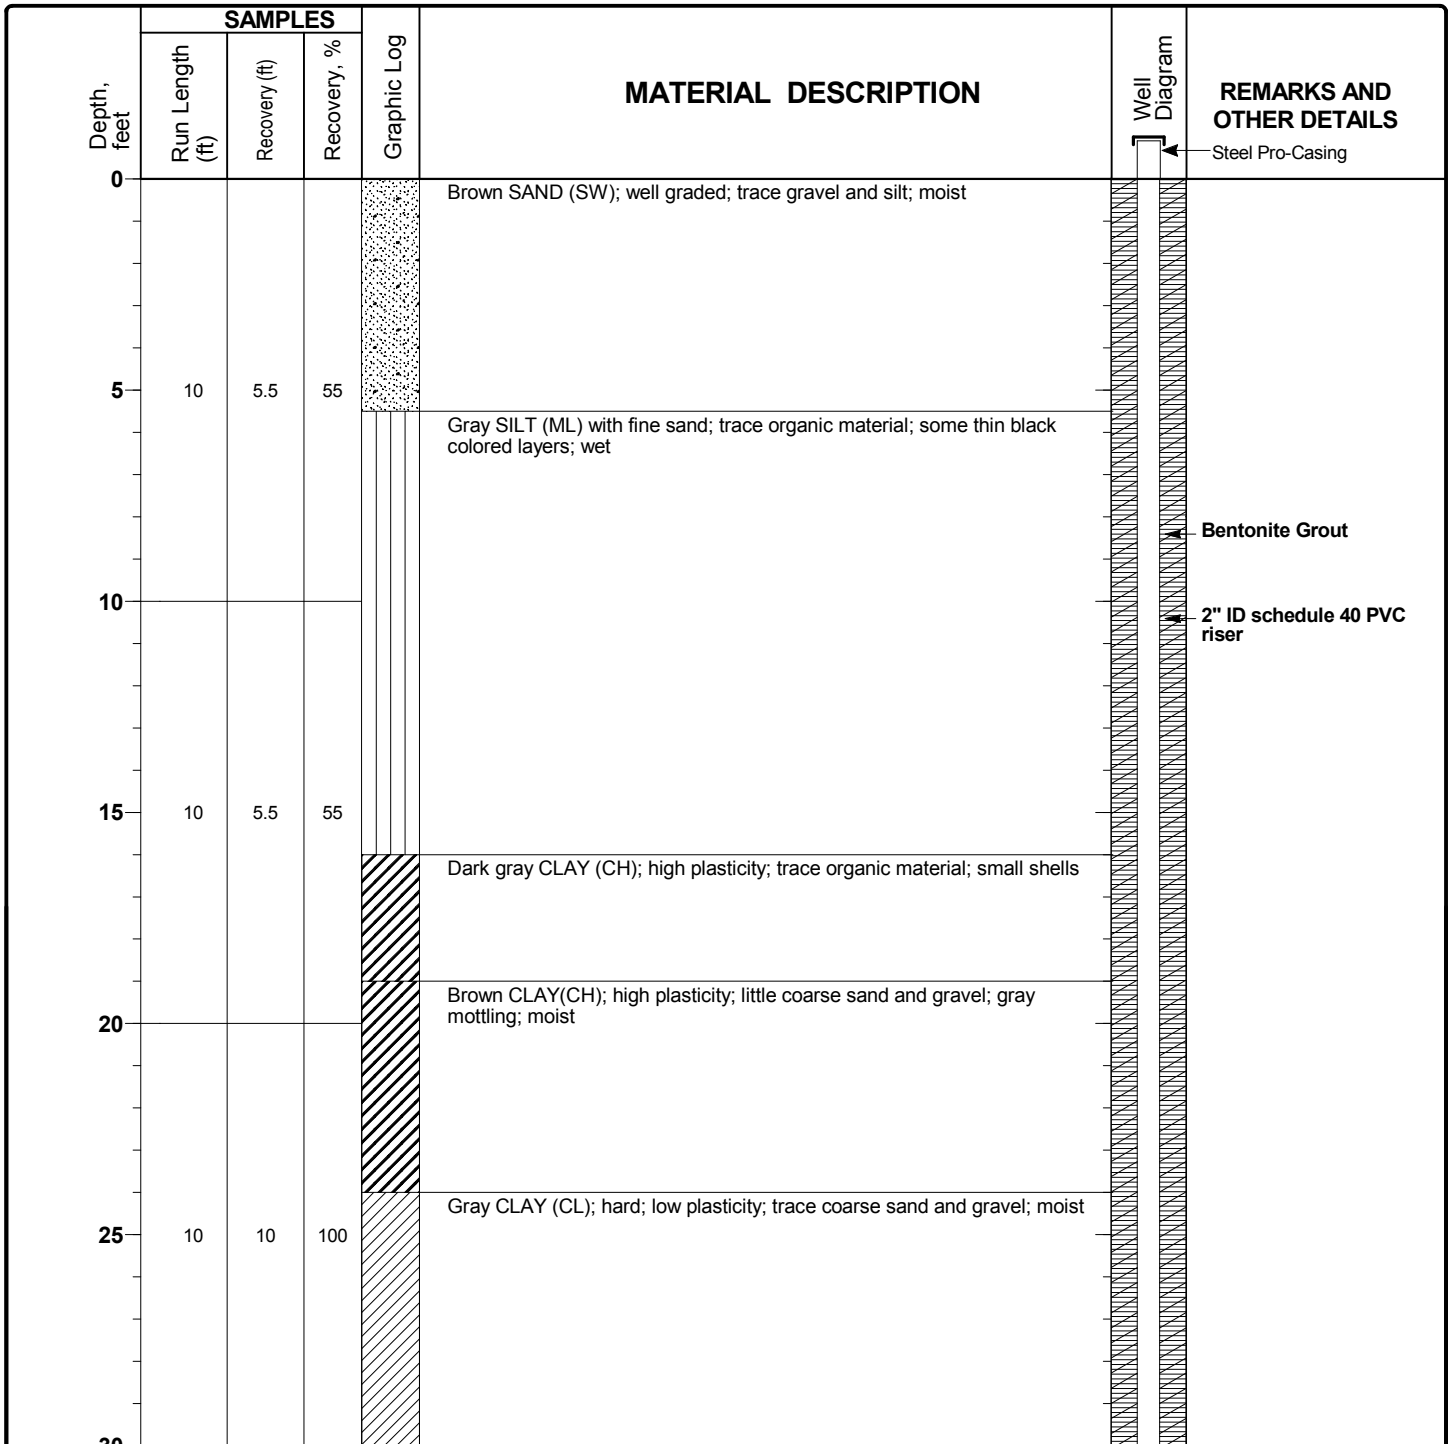 SAMPLES
Depth,
feet
Run Length
(ft)
Recovery (ft)
Recovery, %
Graphic Log
MATERIAL DESCRIPTION
Well
Diagram
REMARKS AND
OTHER DETAILS
Steel Pro-Casing
0
Brown SAND (SW); well graded; trace gravel and silt; moist
5
10
5.5
55
Gray SILT (ML) with fine sand; trace organic material; some thin black
colored layers; wet
Bentonite Grout
10
2" ID schedule 40 PVC
riser
15
10
5.5
55
Dark gray CLAY (CH); high plasticity; trace organic material; small shells
Brown CLAY(CH); high plasticity; little coarse sand and gravel; gray
mottling; moist
20
Gray CLAY (CL); hard; low plasticity; trace coarse sand and gravel; moist
25
10
10
100
30